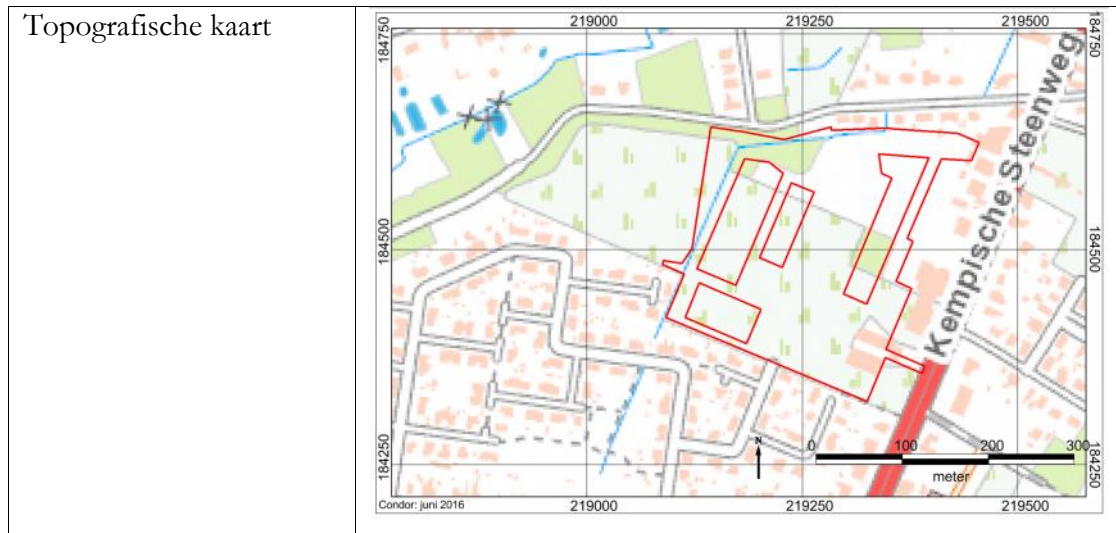 Topografische kaart
219000 219250 219500
184750 184750
184500 184500
184250 184250
Kempische Steenweg
N
0 100 200 300
meter
Condor: juni 2016
219000 219250 219500